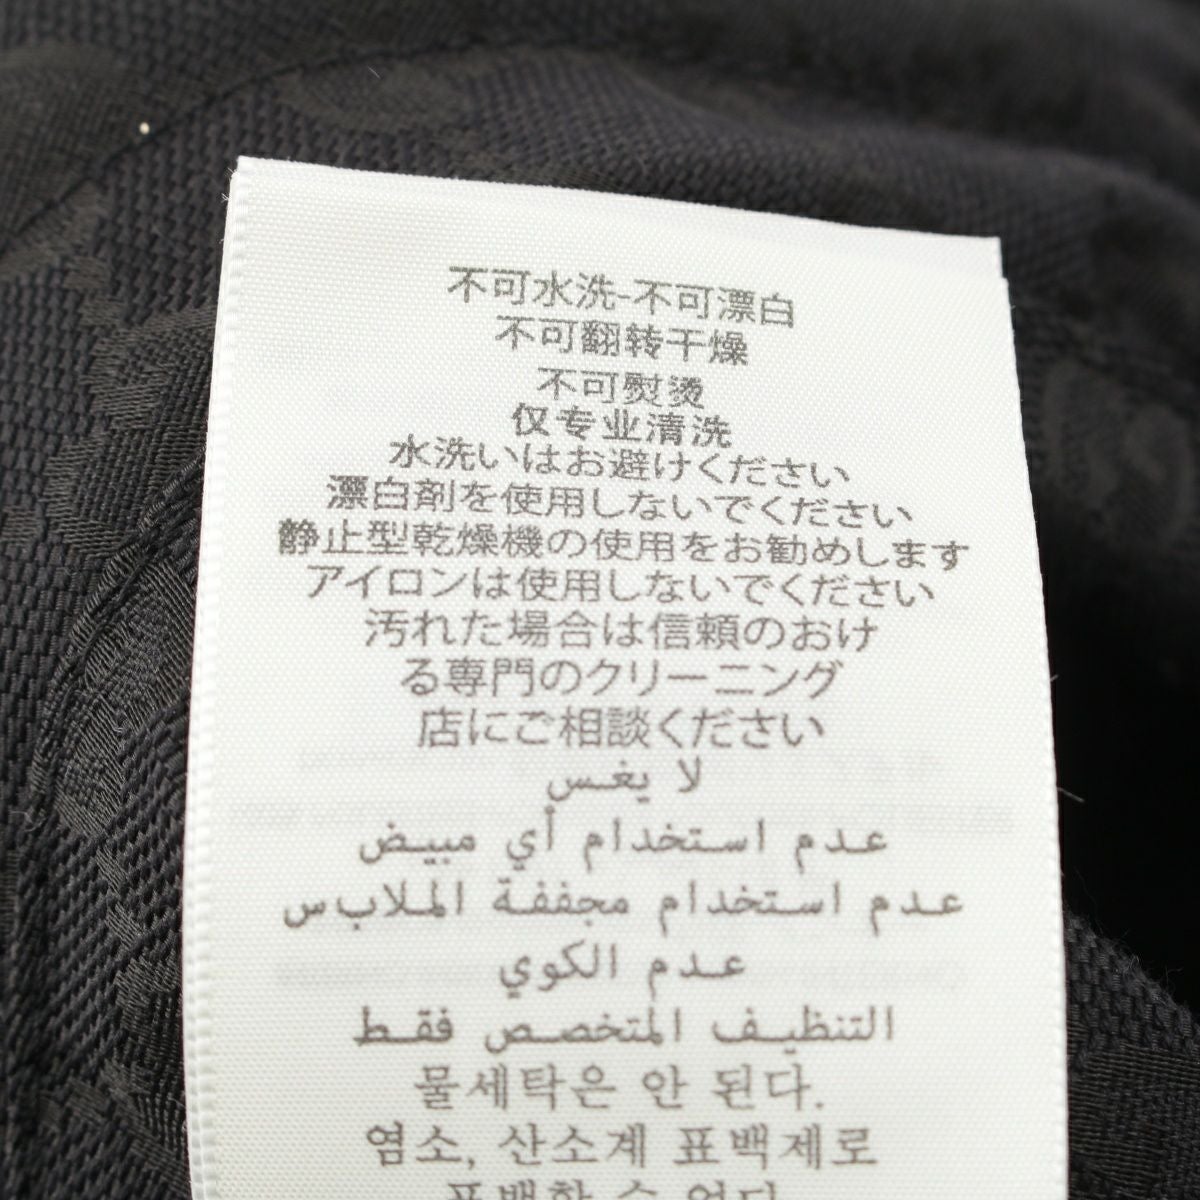 不可水洗-不可漂白
不可翻转干燥
不可熨烫
仅专业清洗
水洗いはお避けください
漂白剤を使用しないでください
静止型乾燥機の使用をお勧めします
アイロンは使用しないでください
汚れた場合は信頼のおけ
る専門のクリーニング
店にご相談ください
لا يغس
عدم استخدام أي مبيض
عدم استخدام مجففة الملابس
عدم الكوي
التنظيف المتخصص فقط
물세탁은 안 된다.
염소, 산소계 표백제로
표백할 수 없다